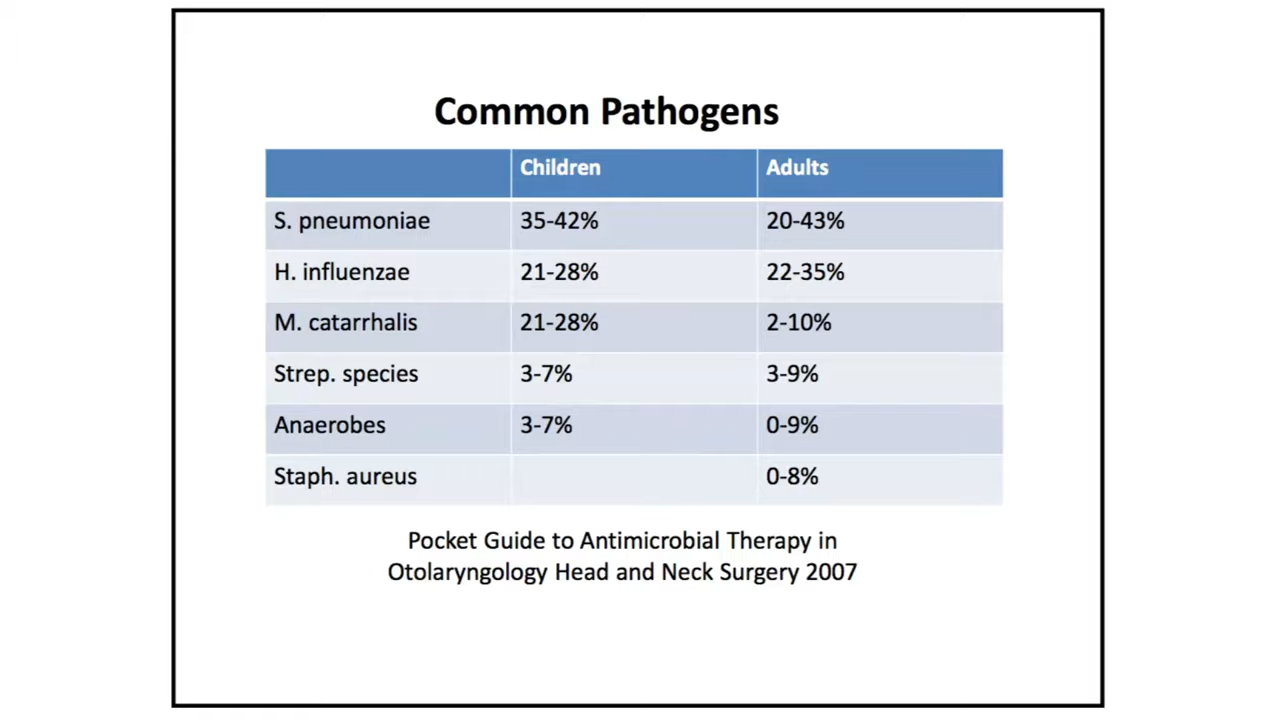 Common Pathogens
Children Adults
S. pneumoniae 35-42% 20-43%
H. influenzae 21-28% 22-35%
M. catarrhalis 21-28% 2-10%
Strep. species 3-7% 3-9%
Anaerobes 3-7% 0-9%
Staph. aureus 0-8%
Pocket Guide to Antimicrobial Therapy in
Otolaryngology Head and Neck Surgery 2007